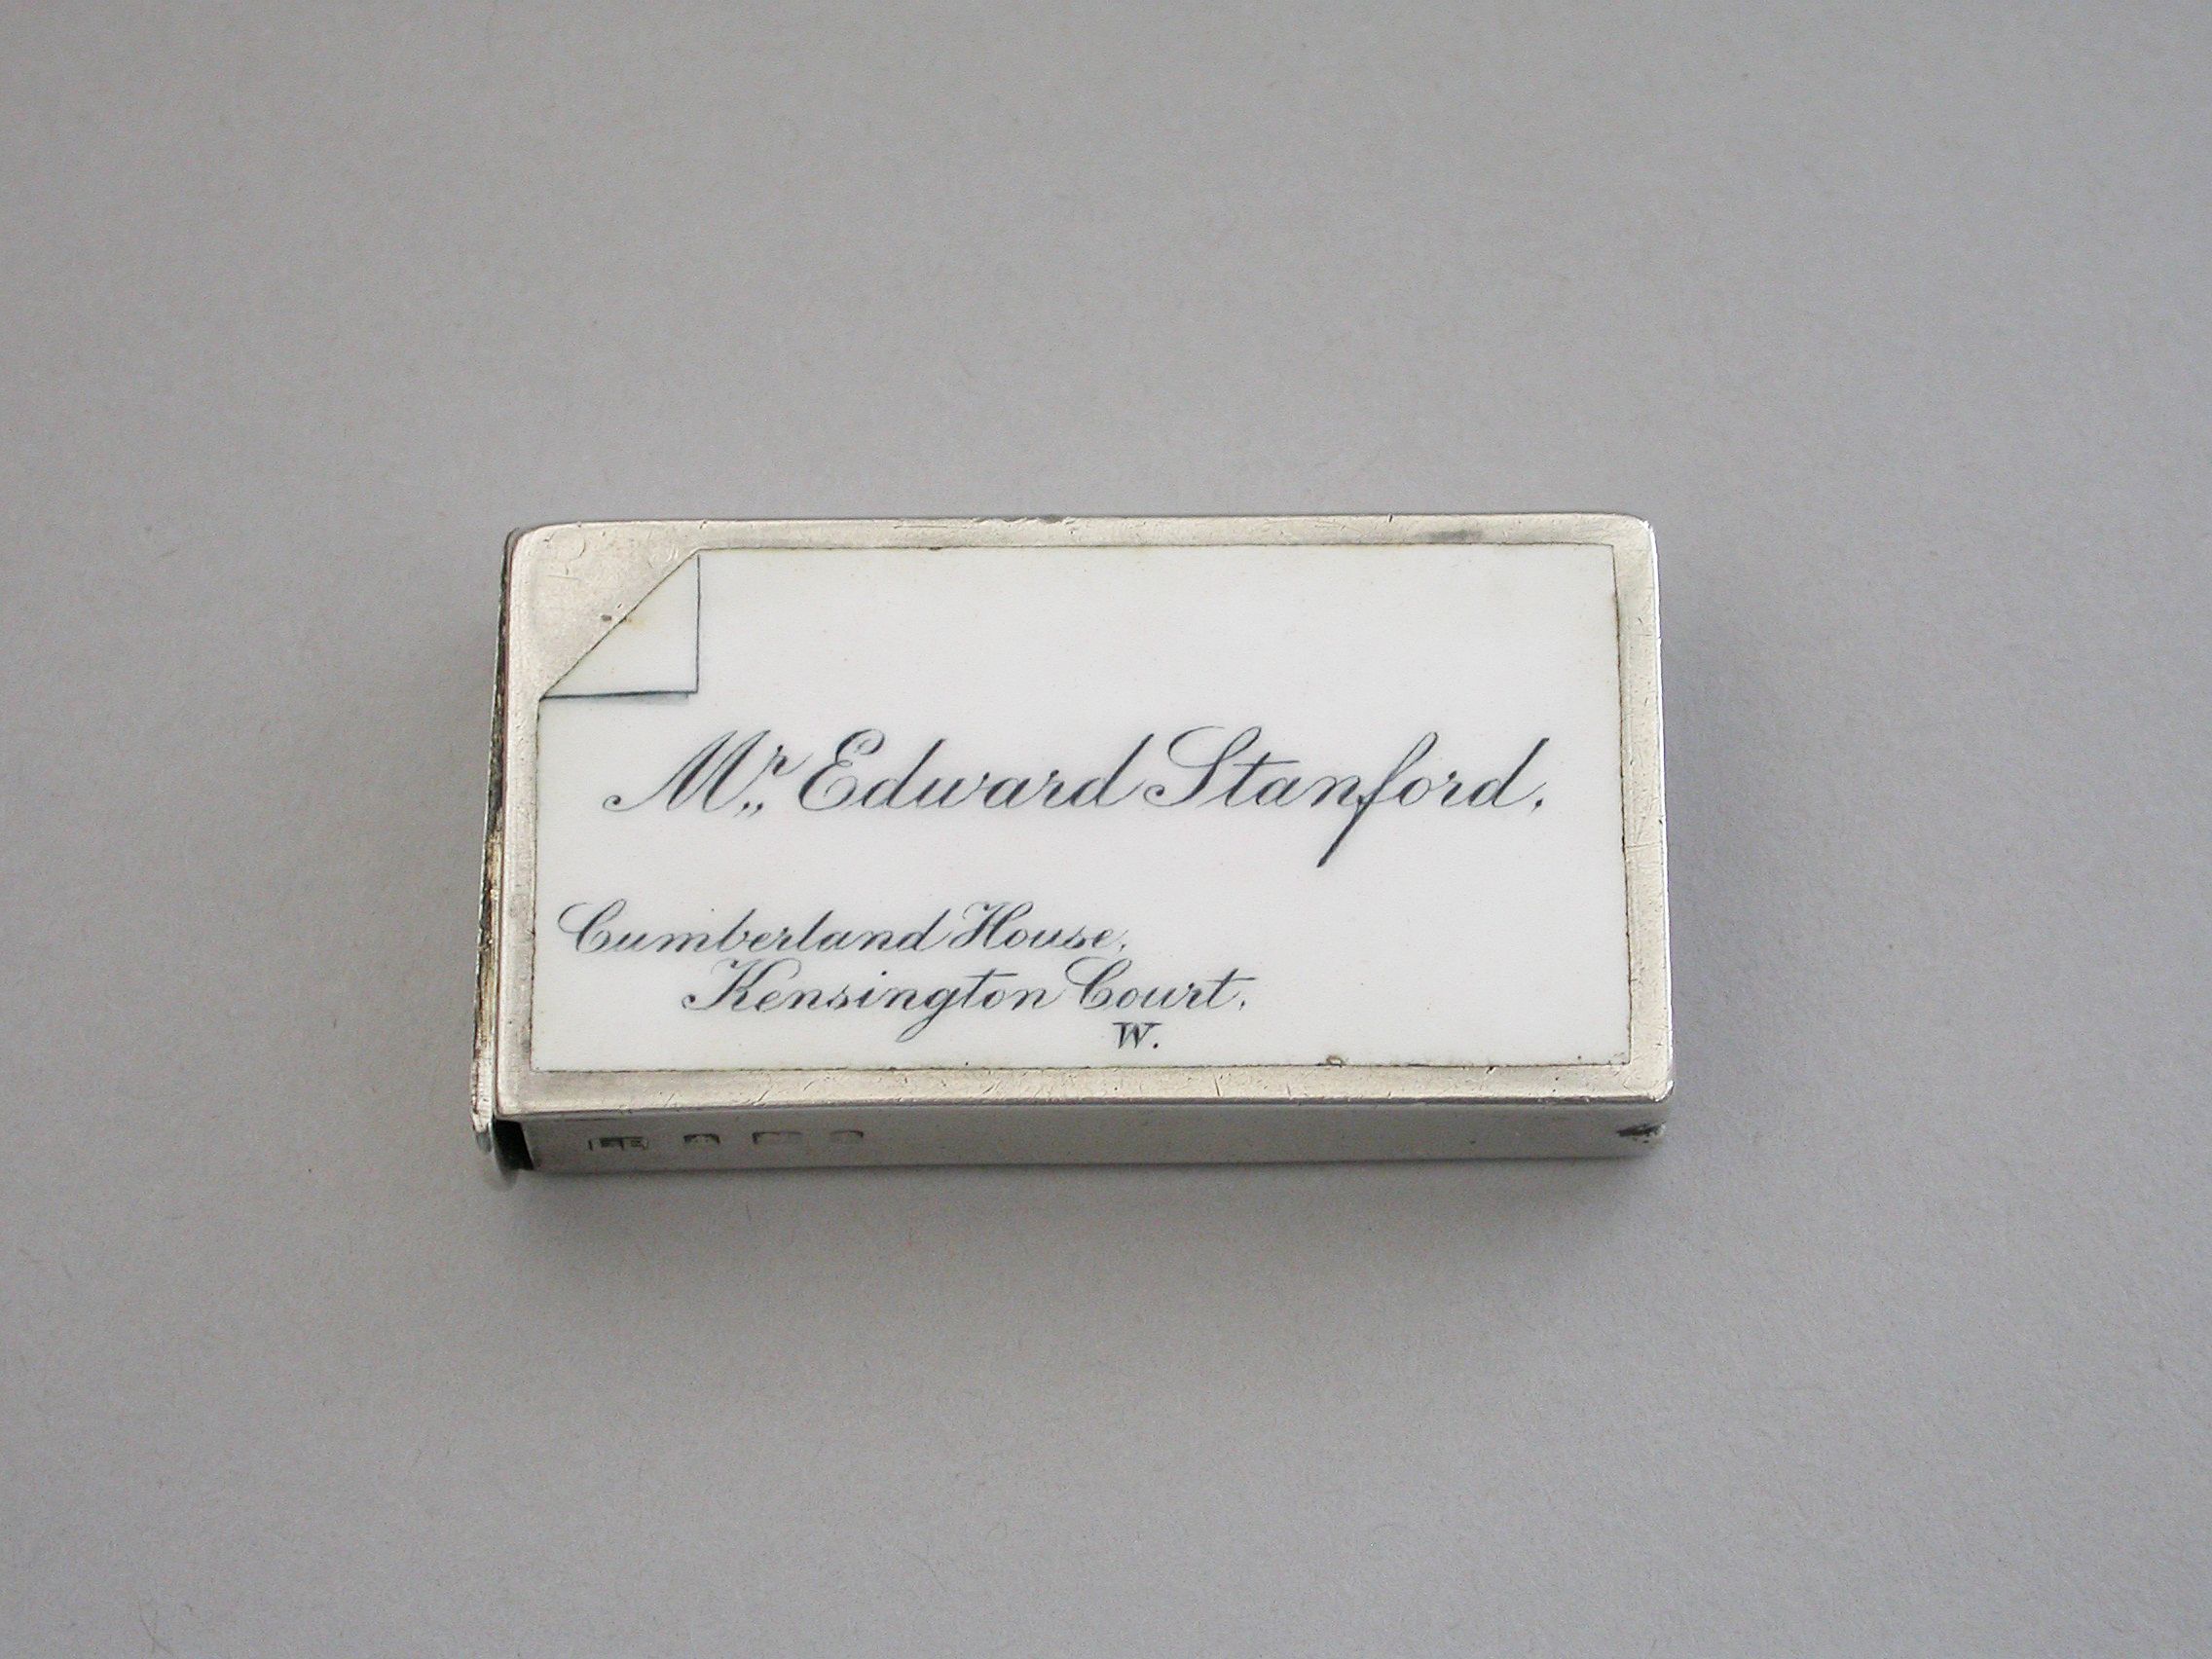 Mr,, Edward Stanford.
Cumberland House,
Kensington Court.
W.